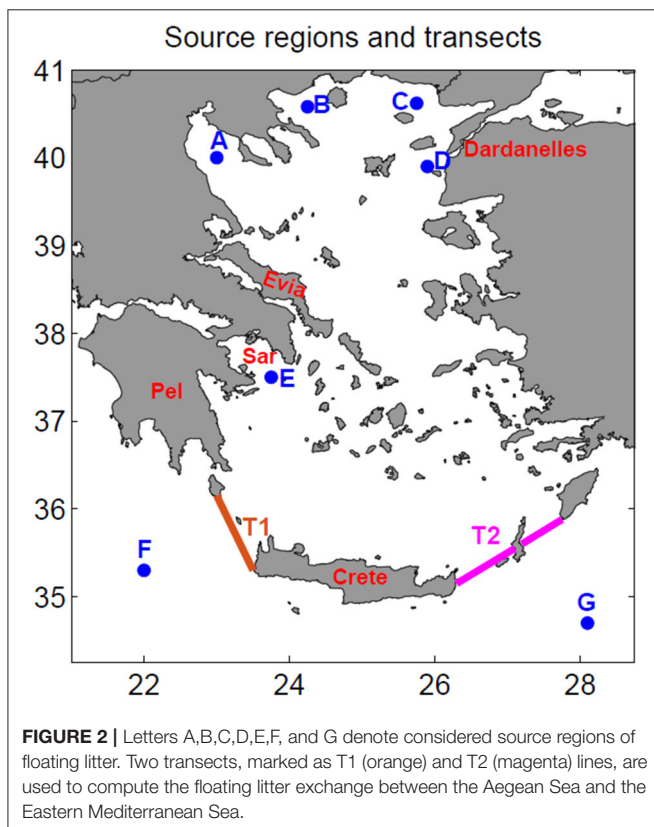 Source regions and transects
41
40
39
38
37
36
35
22
24
26
28
A
B
C
D
Dardanelles
Evia
Sar
E
Pel
T1
T2
F
Crete
G
FIGURE 2 | Letters A,B,C,D,E,F, and G denote considered source regions of
floating litter. Two transects, marked as T1 (orange) and T2 (magenta) lines, are
used to compute the floating litter exchange between the Aegean Sea and the
Eastern Mediterranean Sea.